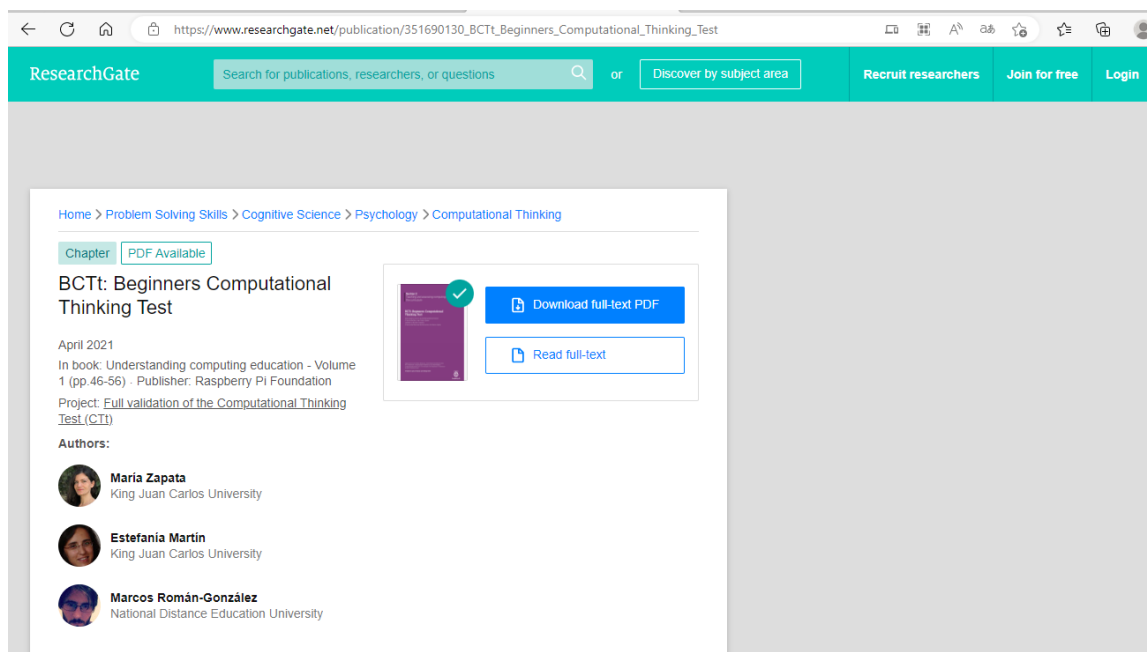 https://www.researchgate.net/publication/351690130_BCTt_Beginners_Computational_Thinking_Test
ResearchGate
Search for publications, researchers, or questions
or
Discover by subject area
Recruit researchers
Join for free
Login
Home > Problem Solving Skills > Cognitive Science > Psychology > Computational Thinking
Chapter
PDF Available
BCTt: Beginners Computational
Thinking Test
April 2021
In book: Understanding computing education - Volume
1 (pp.46-56) · Publisher: Raspberry Pi Foundation
Project: Full validation of the Computational Thinking
Test (CTt)
Authors:
María Zapata
King Juan Carlos University
Estefanía Martín
King Juan Carlos University
Marcos Román-González
National Distance Education University
Download full-text PDF
Read full-text